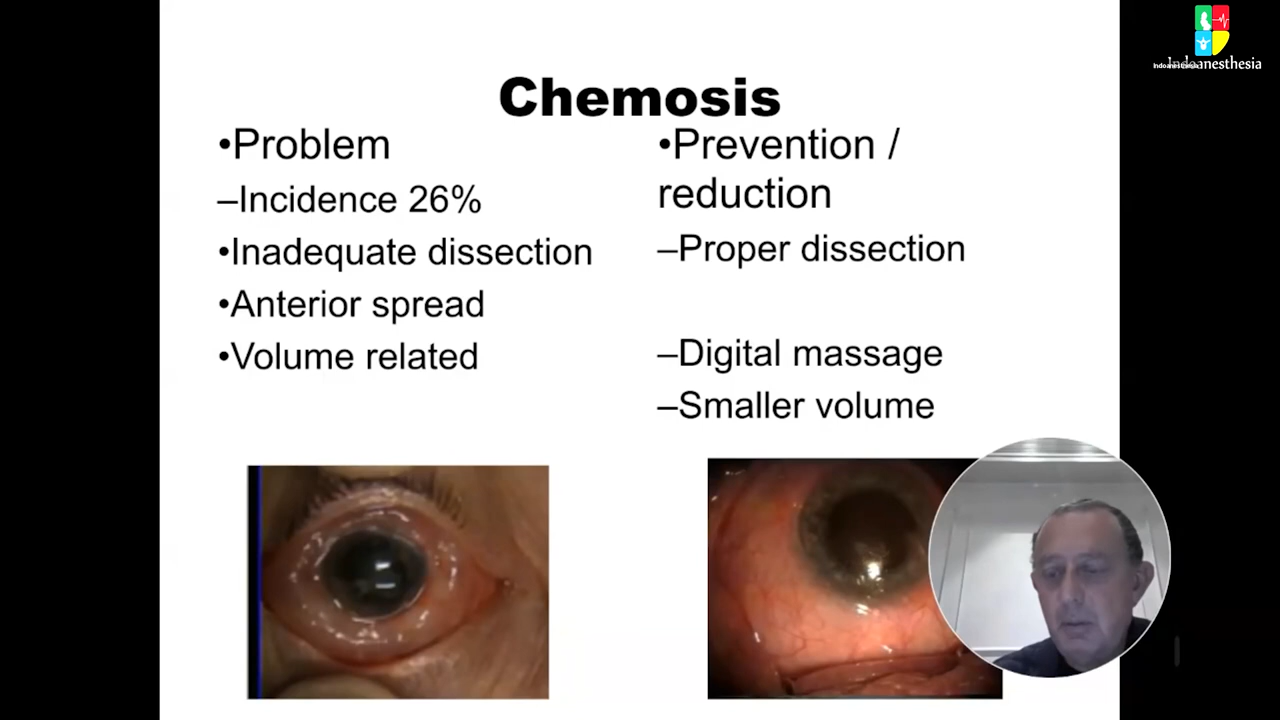 Chemosis
•Problem
–Incidence 26%
•Inadequate dissection
•Anterior spread
•Volume related
•Prevention /
reduction
–Proper dissection
–Digital massage
–Smaller volume
Indoanesthesia